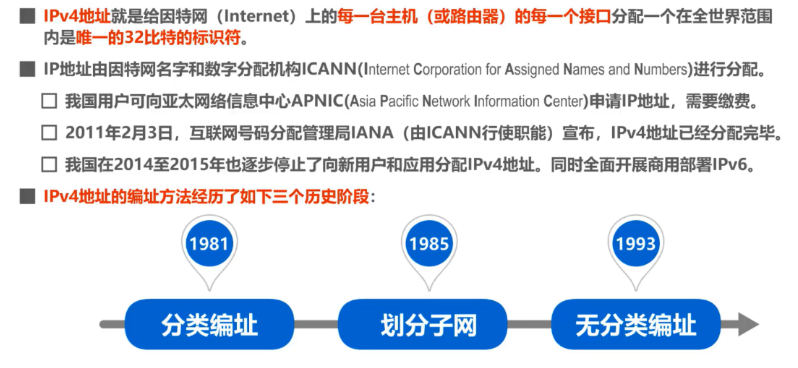 IPv4地址就是给因特网（Internet）上的每一台主机（或路由器）的每一个接口分配一个在全世界范围
内是唯一的32比特的标识符。
IP地址由因特网名字和数字分配机构ICANN(Internet Corporation for Assigned Names and Numbers)进行分配。
我国用户可向亚太网络信息中心APNIC(Asia Pacific Network Information Center)申请IP地址，需要缴费。
2011年2月3日，互联网号码分配管理局IANA（由ICANN行使职能）宣布，IPv4地址已经分配完毕。
我国在2014至2015年也逐步停止了向新用户和应用分配IPv4地址。同时全面开展商用部署IPv6。
IPv4地址的编址方法经历了如下三个历史阶段：
1981 1985 1993
分类编址 划分子网 无分类编址